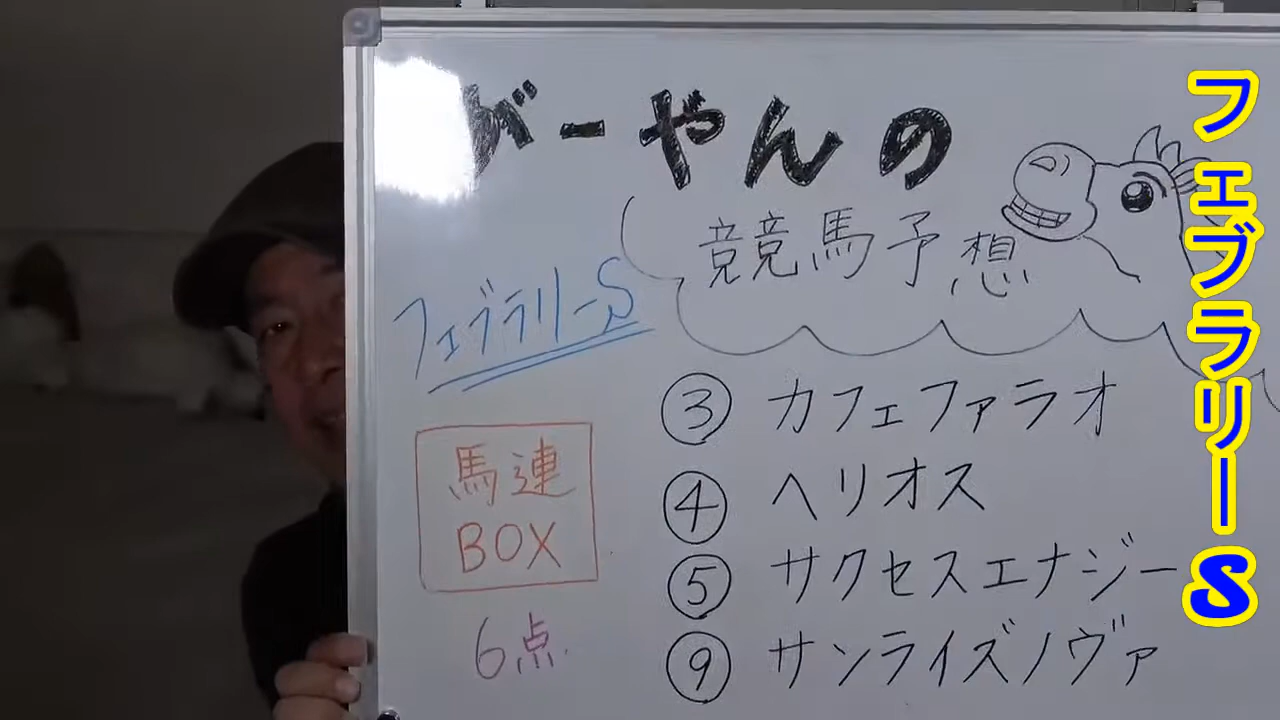 がーやんの
競馬予想
フェブラリーS
馬連
BOX
6点
③ カフェファラオ
④ ヘリオス
⑤ サクセスエナジー
⑨ サンライズノヴァ
フェブラリーS